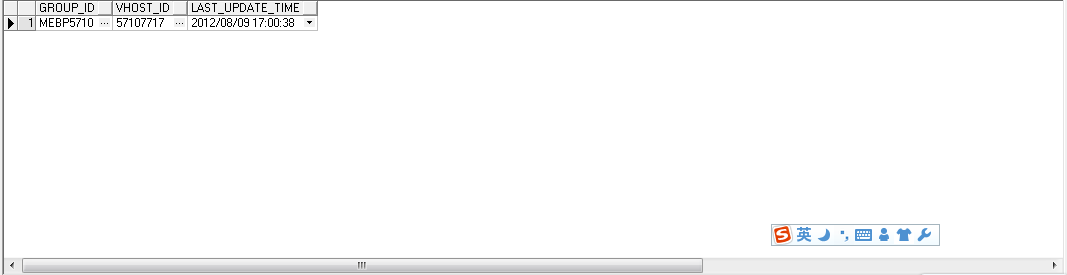 GROUP_ID VHOST_ID LAST_UPDATE_TIME
1 MEBP5710 ... 57107717 ... 2012/08/09 17:00:38
S 英